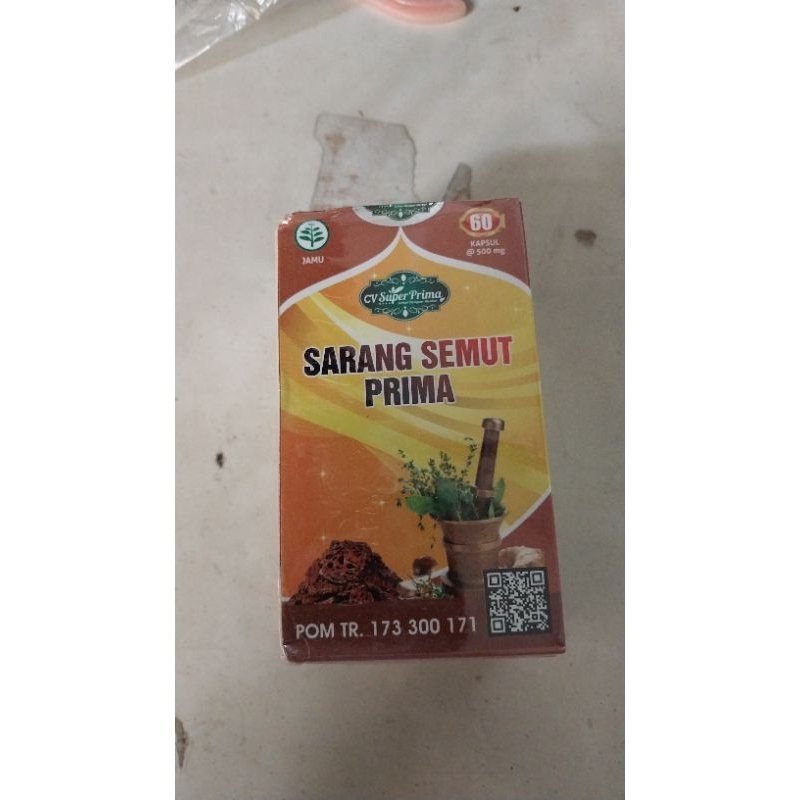 JAMU
60
KAPSUL
@ 500 mg
CV Super Prima
SARANG SEMUT
PRIMA
POM TR. 173 300 171